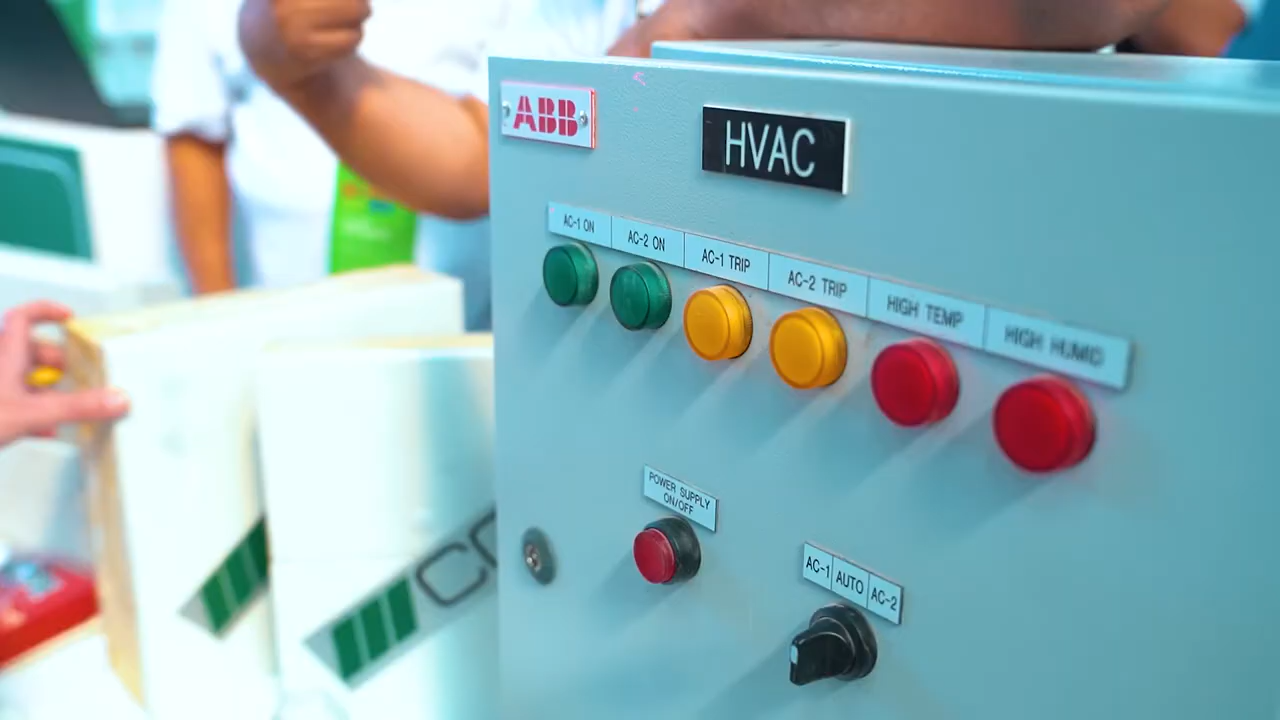 ABB
HVAC
AC-1 ON
AC-2 ON
AC-1 TRIP
AC-2 TRIP
HIGH TEMP
HIGH HUMID
POWER SUPPLY
ON/OFF
AC-1
AUTO
AC-2